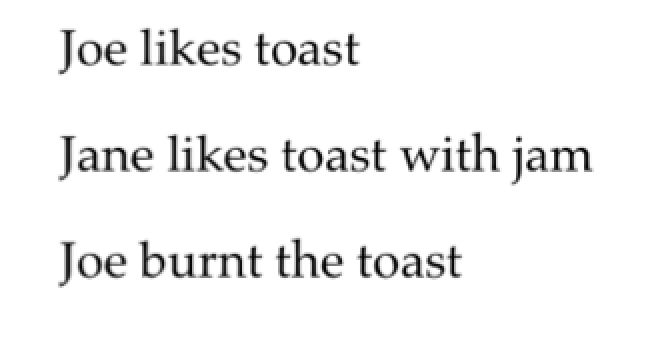 Joe likes toast
Jane likes toast with jam
Joe burnt the toast